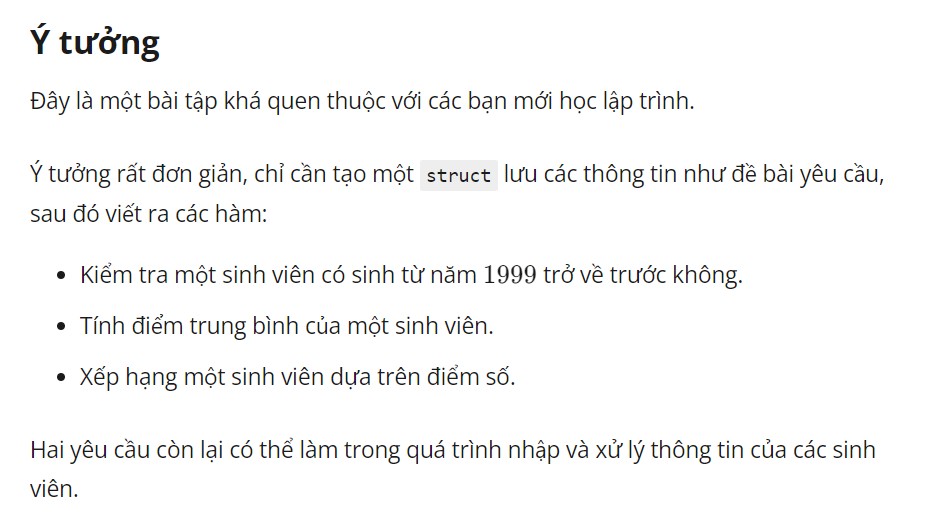 Ý tưởng
Đây là một bài tập khá quen thuộc với các bạn mới học lập trình.
Ý tưởng rất đơn giản, chỉ cần tạo một struct lưu các thông tin như đề bài yêu cầu,
sau đó viết ra các hàm:
• Kiểm tra một sinh viên có sinh từ năm 1999 trở về trước không.
• Tính điểm trung bình của một sinh viên.
• Xếp hạng một sinh viên dựa trên điểm số.
Hai yêu cầu còn lại có thể làm trong quá trình nhập và xử lý thông tin của các sinh
viên.